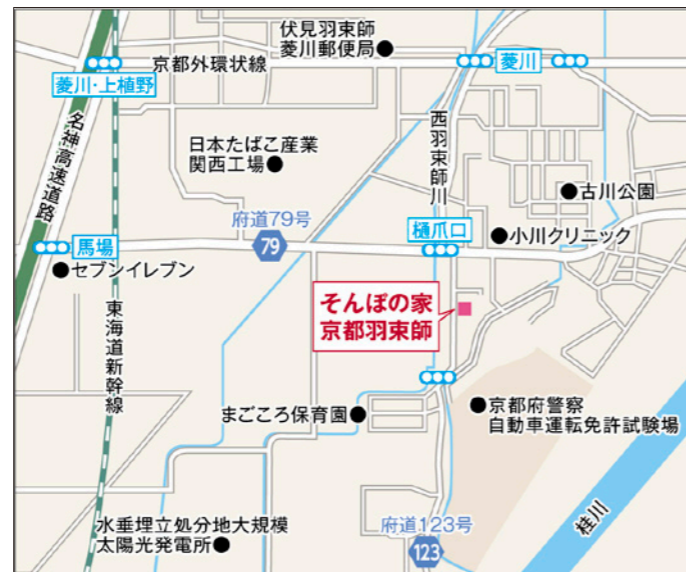 伏見羽束師
菱川郵便局
京都外環状線
菱川
菱川・上植野
名神高速道路
西羽束師川
日本たばこ産業
関西工場
古川公園
府道79号
79
樋爪口
小川クリニック
馬場
セブンイレブン
東海道新幹線
そんぽの家
京都羽束師
まごころ保育園
京都府警察
自動車運転免許試験場
桂川
水垂埋立処分地大規模
太陽光発電所
府道123号
123